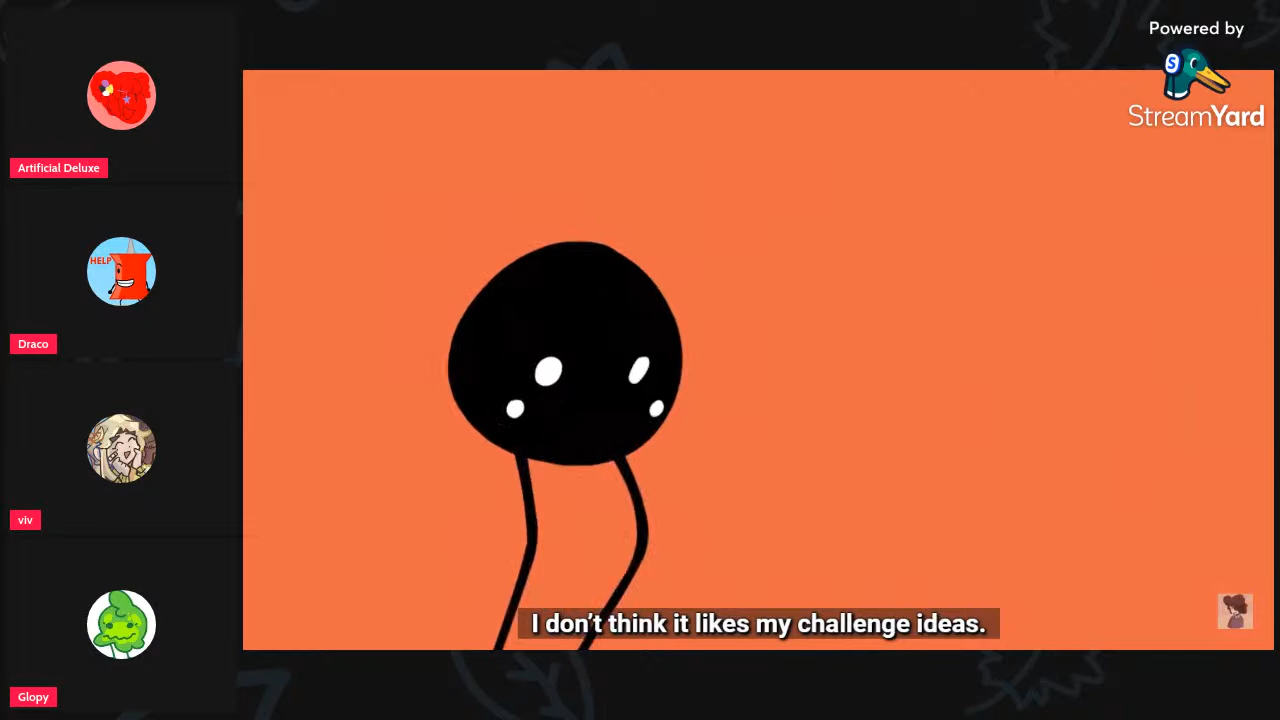 Powered by
StreamYard
Artificial Deluxe
HELP
Draco
viv
Glopy
I don't think it likes my challenge ideas.